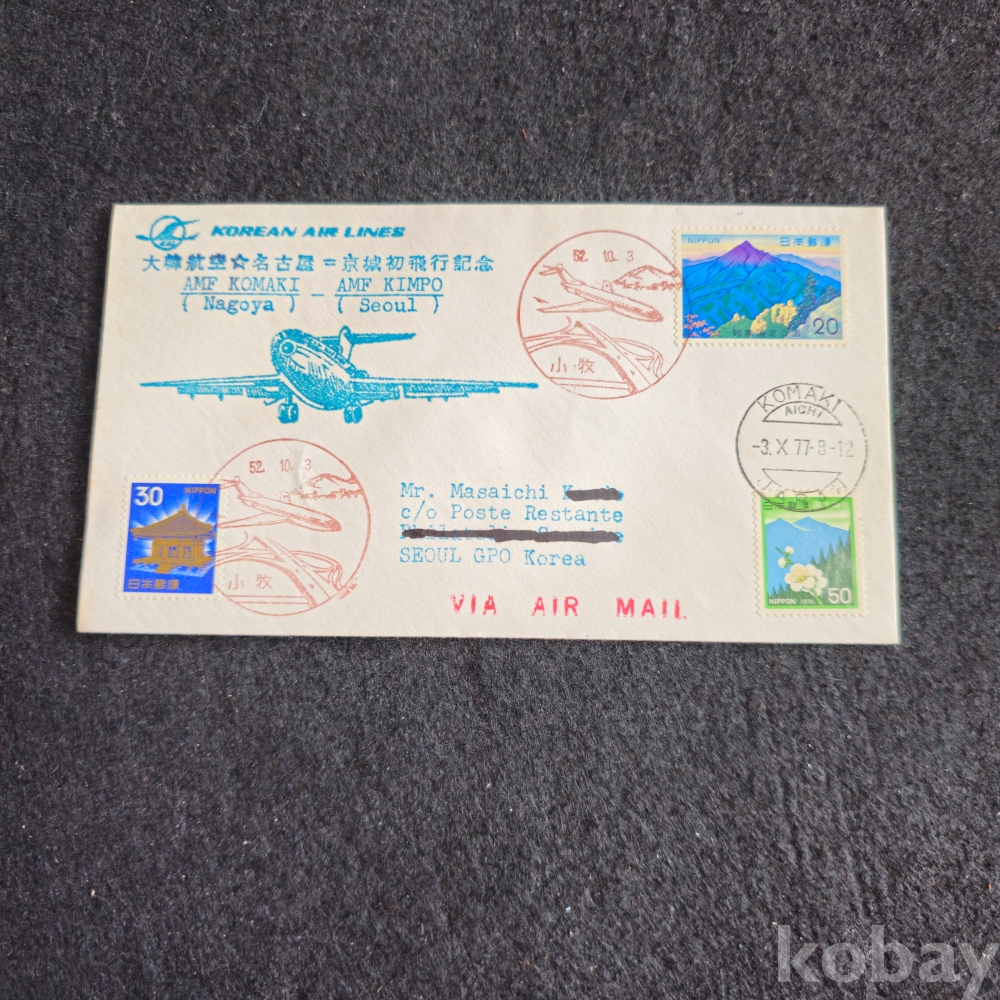 KOREAN AIR LINES
大韓航空☆名古屋=京城初飛行記念
AMF KOMAKI - AMF KIMPO
( Nagoya ) ( Seoul )
52. 10. 3
小牧
NIPPON 日本郵便
20
KOMAKI
AICHI
-3.X.77.8-12
JAPAN
30 NIPPON
日本郵便
52. 10. 3
小牧
Mr. Masaichi
c/o Poste Restante
SEOUL GPO Korea
VIA AIR MAIL
日本郵便
NIPPON
50
kobay